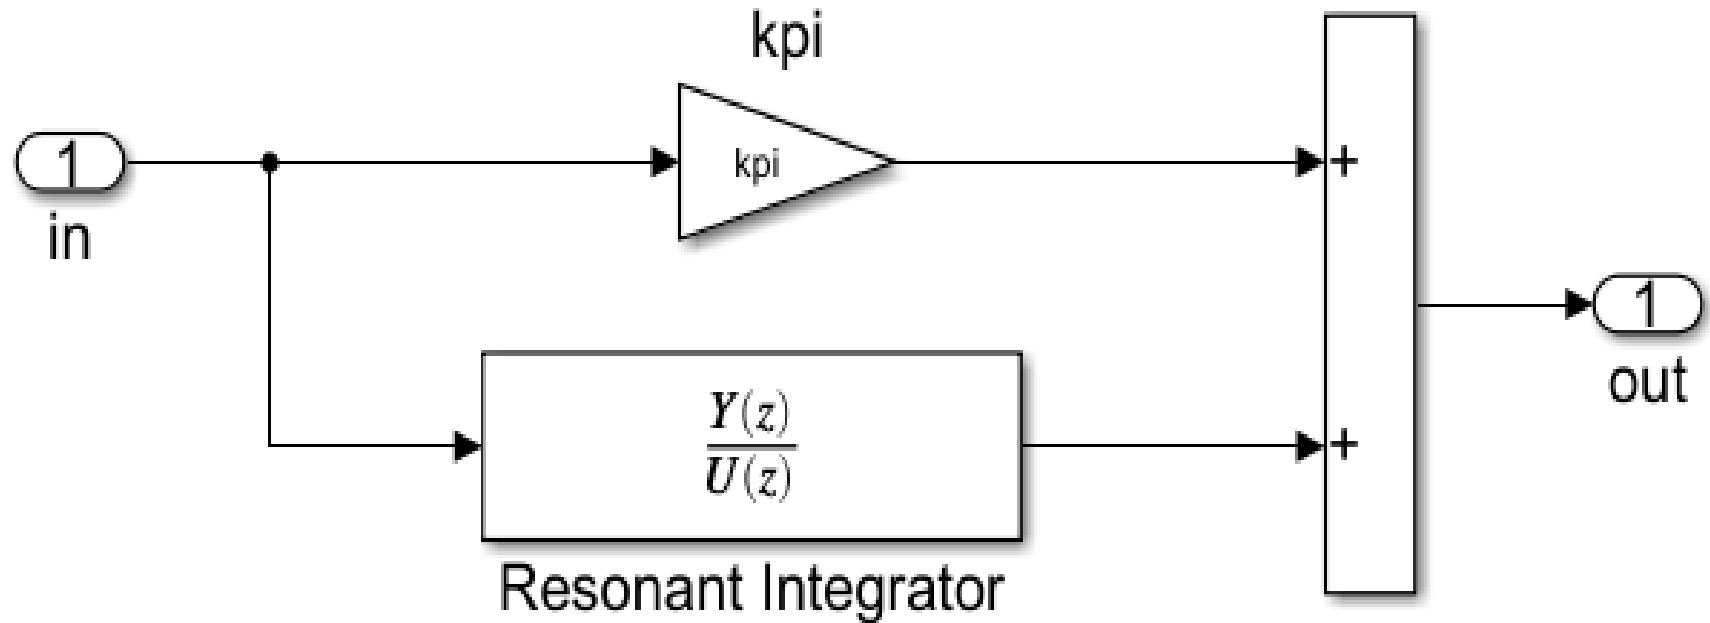 kpi
1
kpi
+
in
1
Y(z)
U(z)
+
out
Resonant Integrator